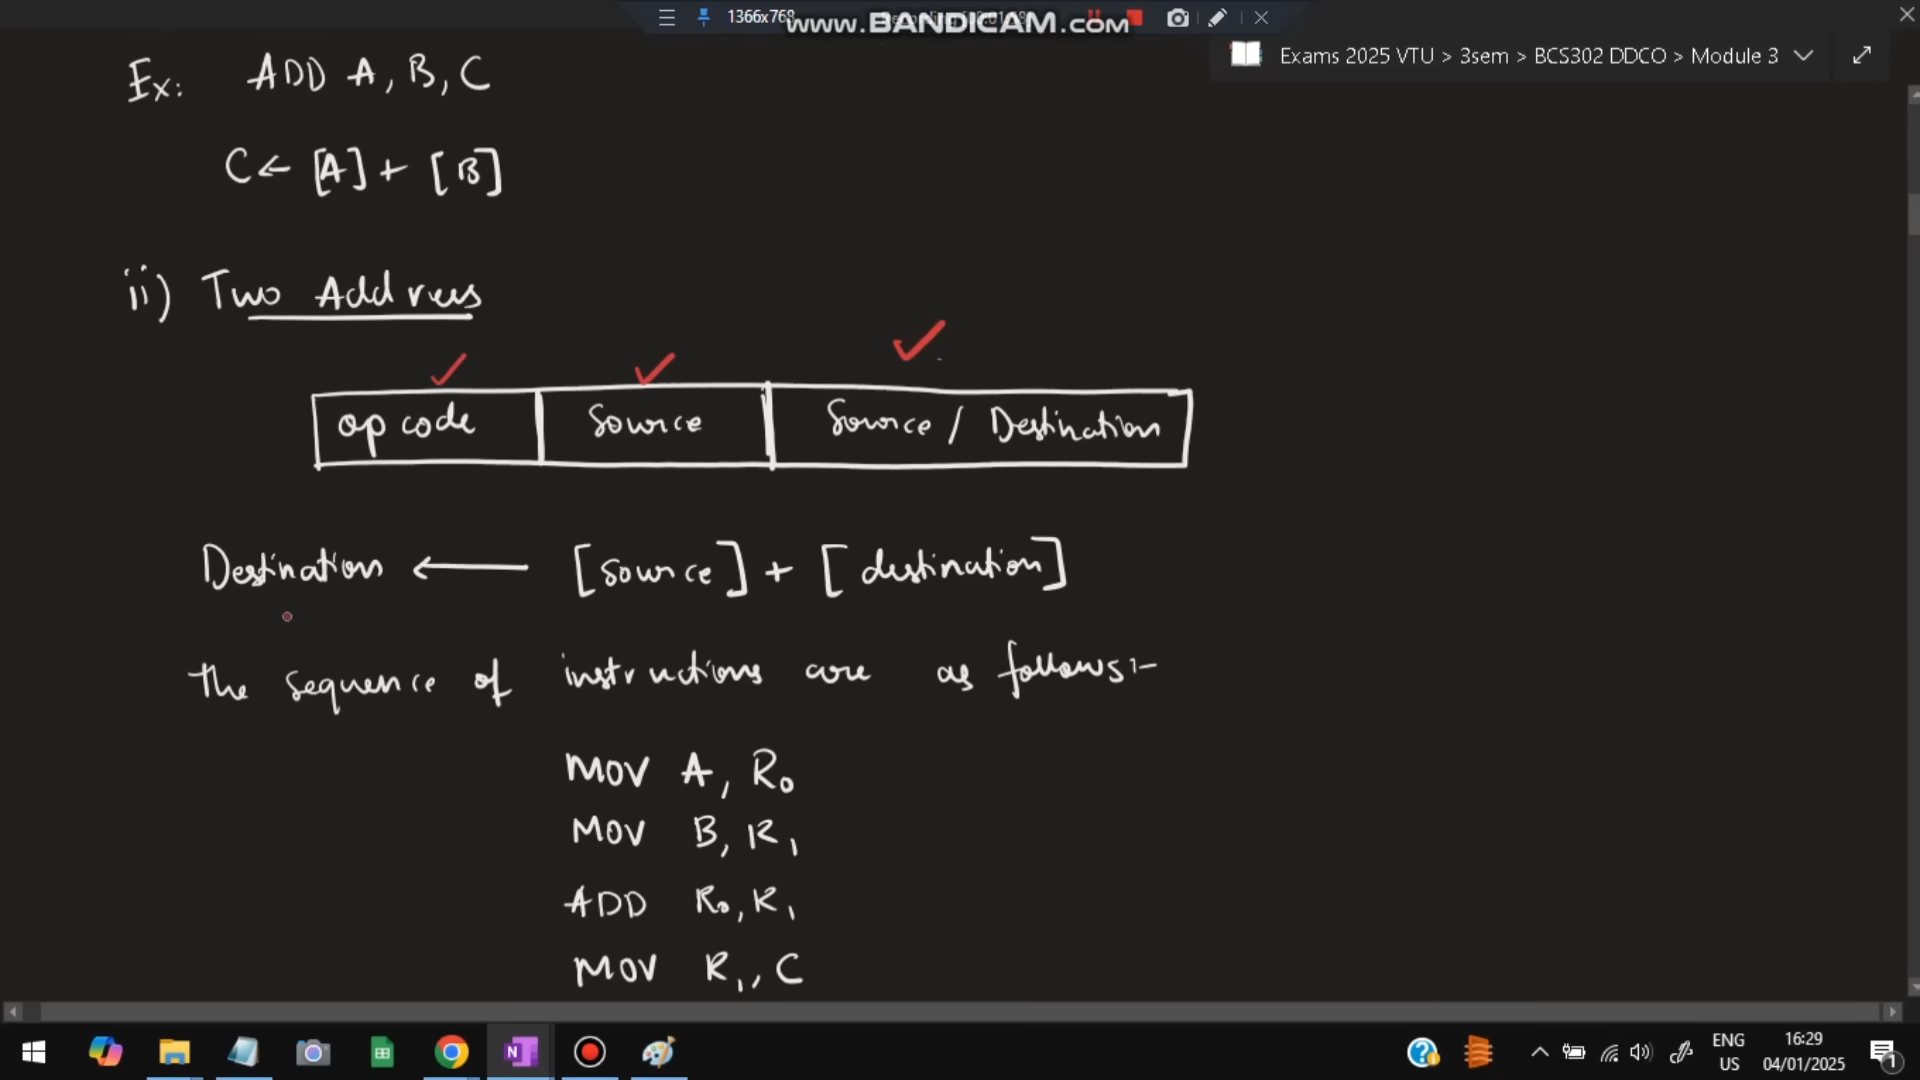 1366x768
www.BANDICAM.com
Exams 2025 VTU > 3sem > BCS302 DDCO > Module 3
Ex: ADD A, B, C
C ← [A] + [B]
ii) Two Address
op code | Source | Source / Destination
Destination ← [source] + [destination]
The sequence of instructions are as follows:-
MOV A, R₀
MOV B, R₁
ADD R₀, R₁
MOV R₁, C
ENG
US
16:29
04/01/2025
1